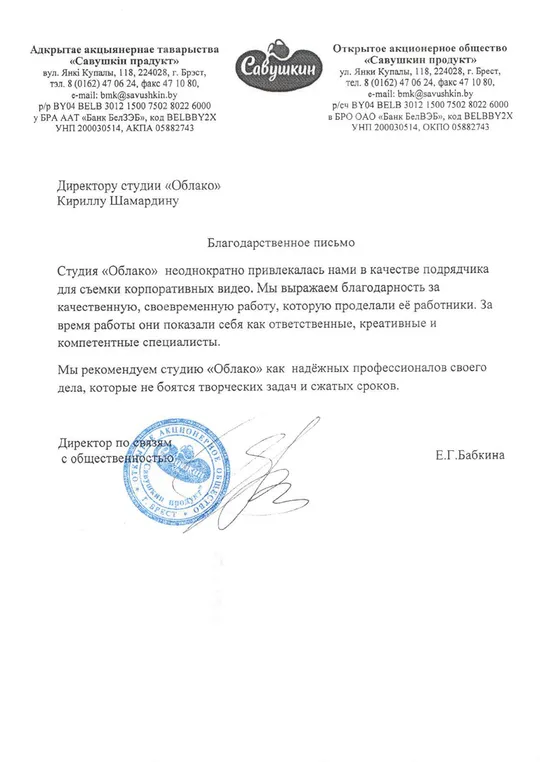 Адкрытае акцыянернае таварыства
«Савушкін прадукт»
вул. Янкі Купалы, 118, 224028, г. Брэст,
тэл. 8 (0162) 47 06 24, факс 47 10 80,
e-mail: bmk@savushkin.by
р/р BY04 BELB 3012 1500 7502 8022 6000
у БРА ААТ «Банк БелЗЭБ», код BELBBY2X
УНП 200030514, АКПА 05882743
Савушкин
Открытое акционерное общество
«Савушкин продукт»
ул. Янки Купалы, 118, 224028, г. Брест,
тел. 8 (0162) 47 06 24, факс 47 10 80,
e-mail: bmk@savushkin.by
р/сч BY04 BELB 3012 1500 7502 8022 6000
в БРО ОАО «Банк БелВЭБ», код BELBBY2X
УНП 200030514, ОКПО 05882743
Директору студии «Облако»
Кириллу Шамардину
Благодарственное письмо
Студия «Облако» неоднократно привлекалась нами в качестве подрядчика
для съемки корпоративных видео. Мы выражаем благодарность за
качественную, своевременную работу, которую проделали её работники. За
время работы они показали себя как ответственные, креативные и
компетентные специалисты.
Мы рекомендуем студию «Облако» как надёжных профессионалов своего
дела, которые не боятся творческих задач и сжатых сроков.
Директор по связям
с общественностью
Е.Г.Бабкина
ОТКРЫТОЕ АКЦИОНЕРНОЕ ОБЩЕСТВО
Савушкин
"Савушкин продукт"
г. БРЕСТ